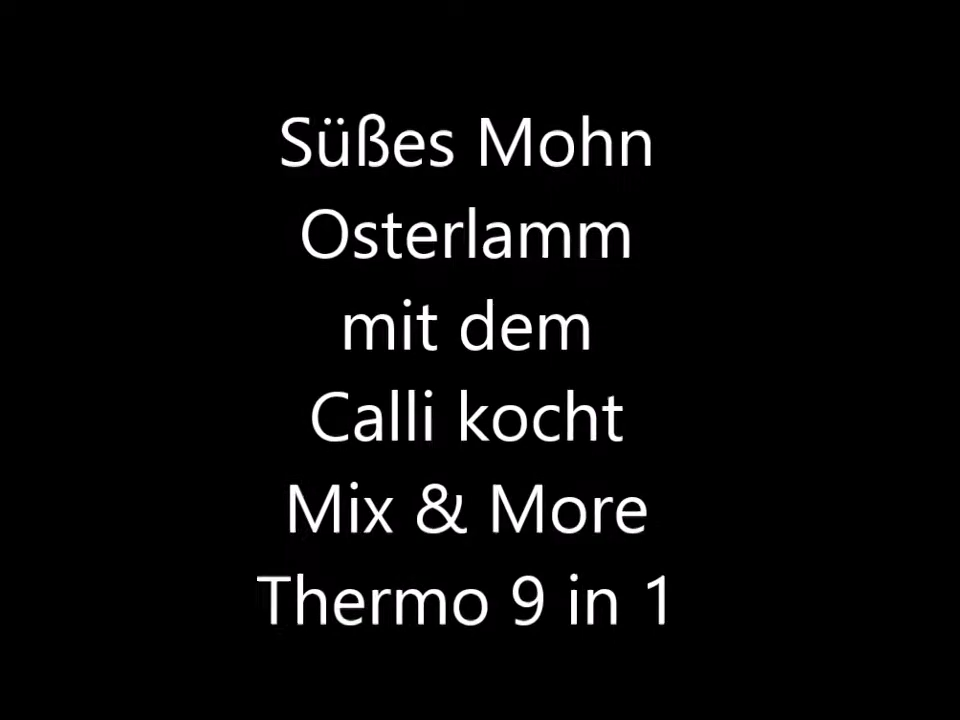 Süßes Mohn
Osterlamm
mit dem
Calli kocht
Mix & More
Thermo 9 in 1